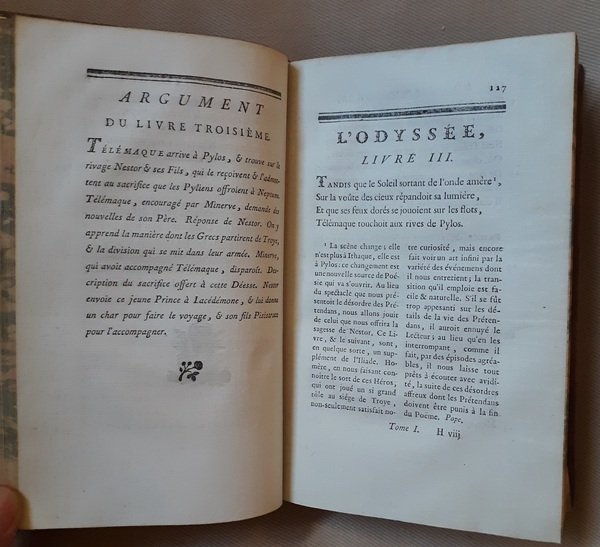 ARGUMENT
DU LIVRE TROISIÈME.
TÉLÉMAQUE arrive à Pylos, & trouve sur le
rivage Nestor & ses Fils, qui le reçoivent & l'admet-
tent au sacrifice que les Pyliens offroient à Neptune.
Télémaque, encouragé par Minerve, demande des
nouvelles de son Père. Réponse de Nestor. On y
apprend la manière dont les Grecs partirent de Troye,
& la division qui se mit dans leur armée. Minerve,
qui avoit accompagné Télémaque, disparoît. Des-
cription du sacrifice offert à cette Déesse. Nestor
envoie ce jeune Prince à Lacédémone, & lui donne
un char pour faire le voyage, & son fils Pisistrate
pour l'accompagner.
127
L'ODYSSÉE,
LIVRE III.
TANDIS que le Soleil sortant de l'onde amère¹,
Sur la voûte des cieux répandoit sa lumière,
Et que ses feux dorés se jouoient sur les flots,
Télémaque touchoit aux rives de Pylos.
¹ La scène change; elle
n'est plus à Ithaque, elle est
à Pylos: ce changement est
une nouvelle source de Poé-
sie qui va s'ouvrir. Au lieu
du spectacle que nous pré-
sentoit le désordre des Pré-
tendans, nous allons jouir
de celui que nous offrira la
sagesse de Nestor. Ce Li-
vre, & le suivant, sont,
en quelque sorte, un sup-
plément de l'Iliade. Ho-
mère, en nous faisant con-
noître le sort de ces Héros,
qui ont joué un si grand
rôle au siége de Troye,
non-seulement satisfait no-
tre curiosité, mais encore
fait voir un art infini par la
variété des événemens dont
il nous entretient; la tran-
sition qu'il emploie est fa-
cile & naturelle. S'il se fût
trop appesanti sur les dé-
tails de la vie des Préten-
dans, il auroit ennuyé le
Lecteur; au lieu qu'en les
interrompant, comme il
fait, par des épisodes agréa-
bles, il nous laisse tout
prêts à écouter avec avidi-
té, la suite de ces désordres
affreux dont les Prétendans
doivent être punis à la fin
du Poëme. Pope.
Tome I. H viij